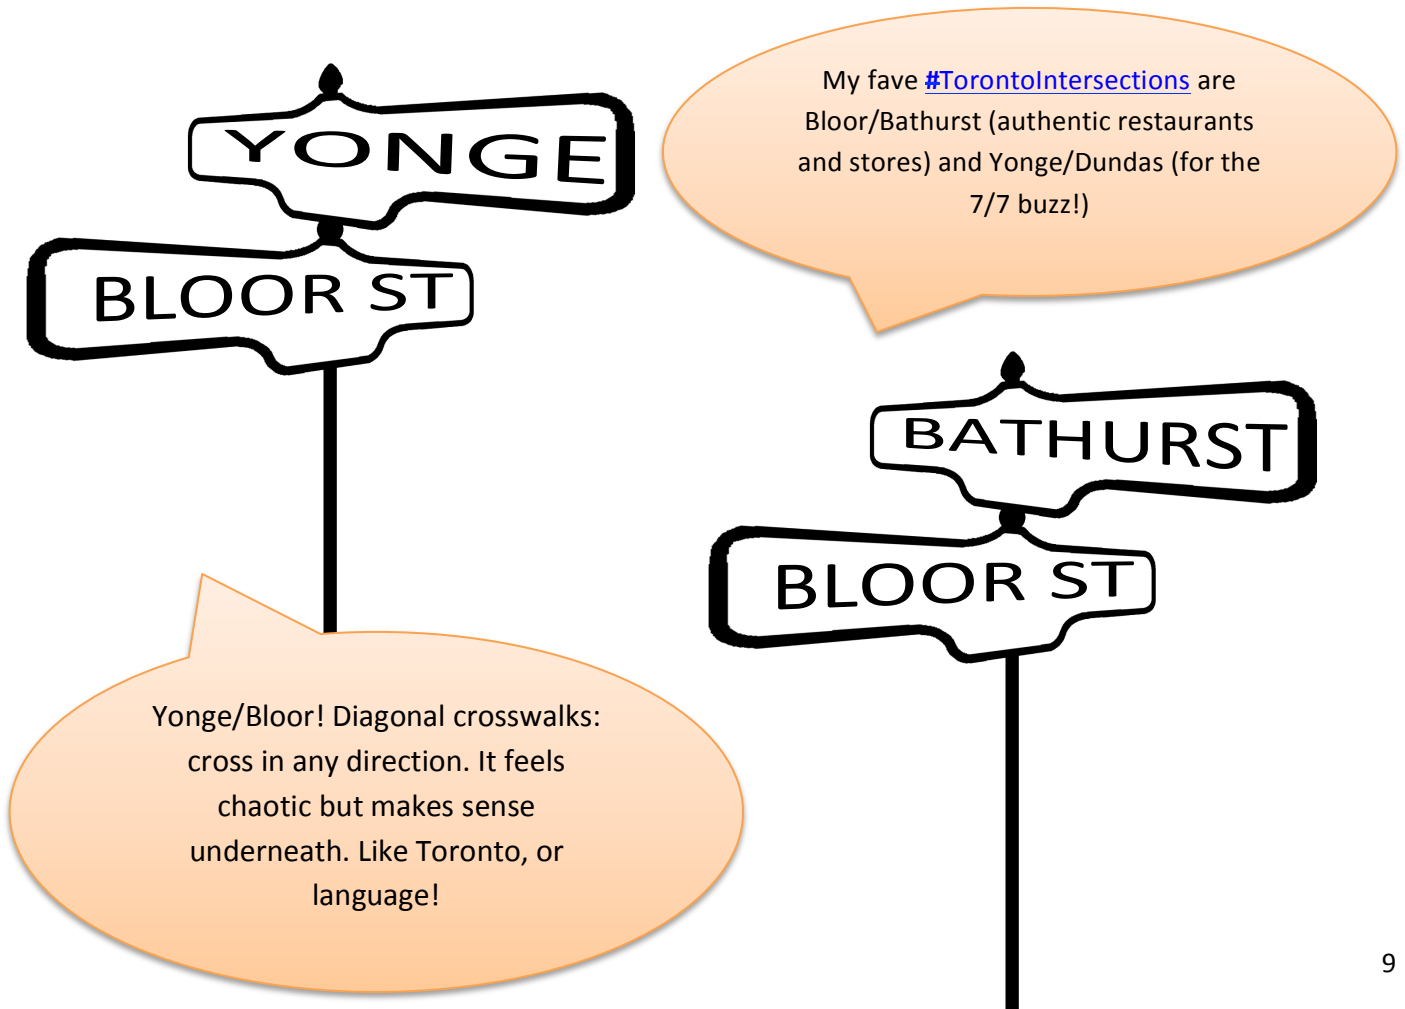 YONGE
BLOOR ST
My fave #TorontoIntersections are
Bloor/Bathurst (authentic restaurants
and stores) and Yonge/Dundas (for the
7/7 buzz!)
BATHURST
BLOOR ST
Yonge/Bloor! Diagonal crosswalks:
cross in any direction. It feels
chaotic but makes sense
underneath. Like Toronto, or
language!
9